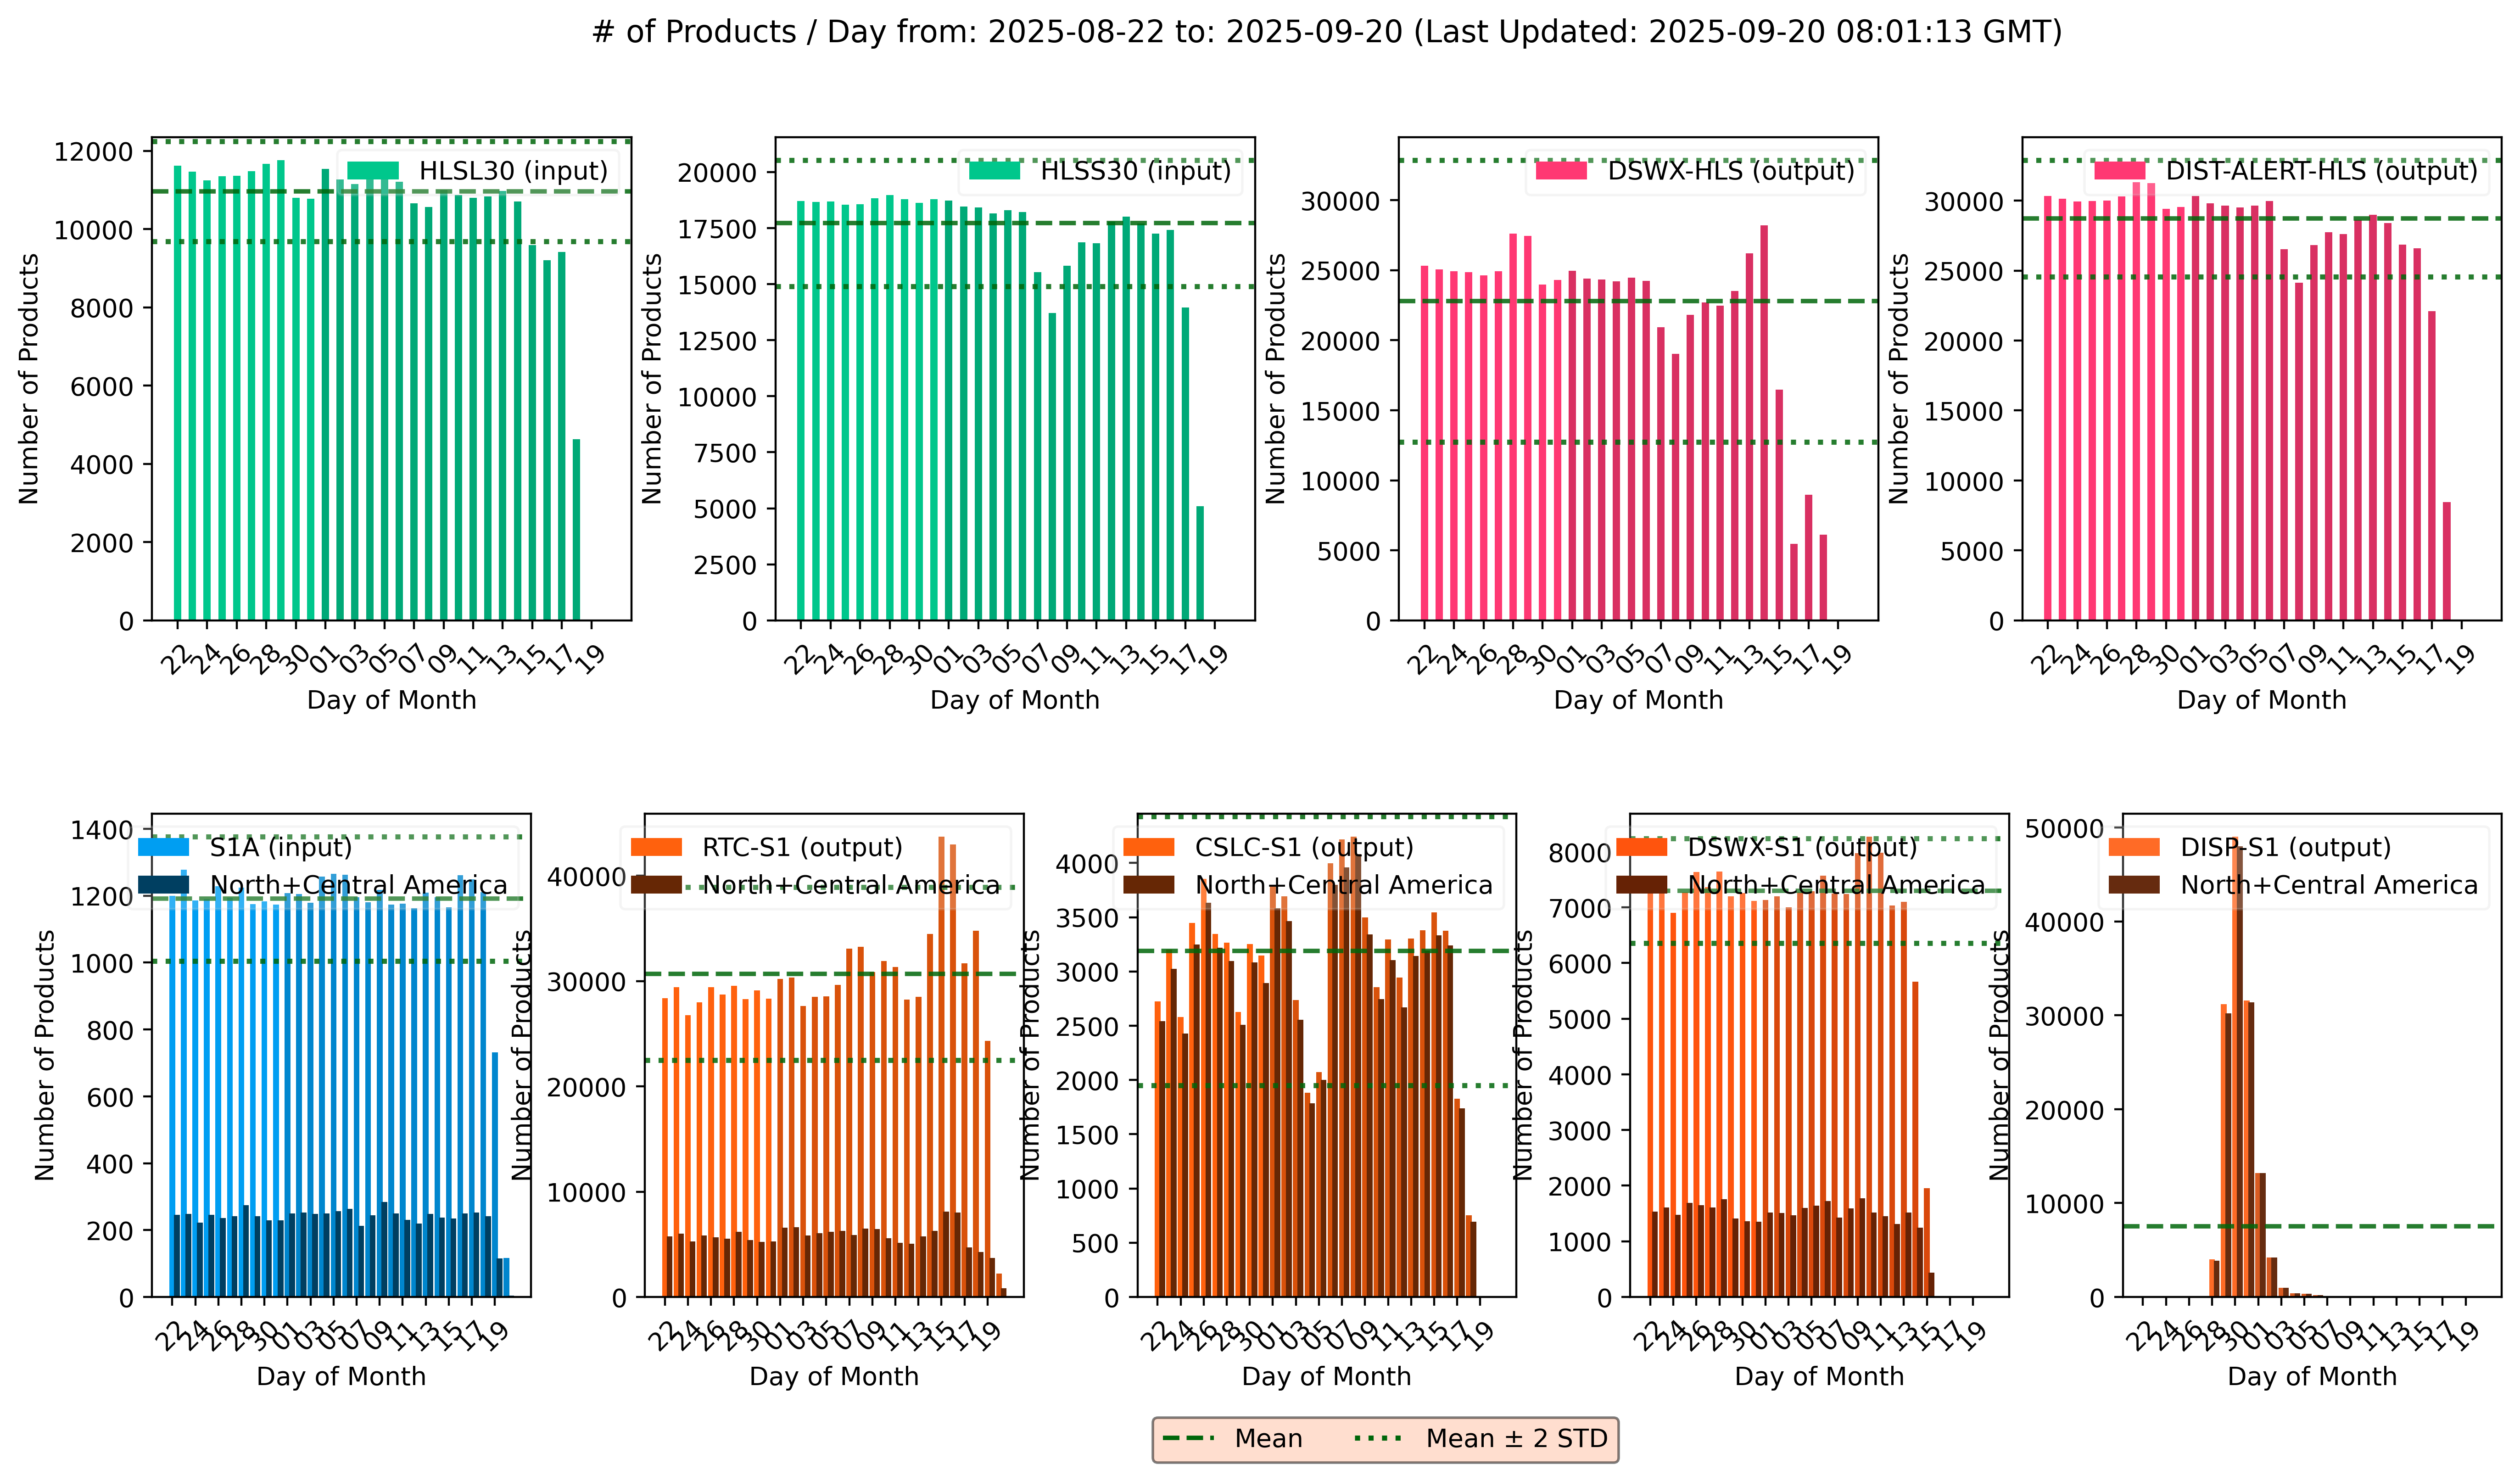 # of Products / Day from: 2025-08-22 to: 2025-09-20 (Last Updated: 2025-09-20 08:01:13 GMT)
HLSL30 (input)
Number of Products
12000
10000
8000
6000
4000
2000
0
22 24 26 28 30 01 03 05 07 09 11 13 15 17 19
Day of Month
HLSS30 (input)
Number of Products
20000
17500
15000
12500
10000
7500
5000
2500
0
22 24 26 28 30 01 03 05 07 09 11 13 15 17 19
Day of Month
DSWX-HLS (output)
Number of Products
30000
25000
20000
15000
10000
5000
0
22 24 26 28 30 01 03 05 07 09 11 13 15 17 19
Day of Month
DIST-ALERT-HLS (output)
Number of Products
30000
25000
20000
15000
10000
5000
0
22 24 26 28 30 01 03 05 07 09 11 13 15 17 19
Day of Month
S1A (input)
North+Central America
Number of Products
1400
1200
1000
800
600
400
200
0
22 24 26 28 30 01 03 05 07 09 11 13 15 17 19
Day of Month
RTC-S1 (output)
North+Central America
Number of Products
40000
30000
20000
10000
0
22 24 26 28 30 01 03 05 07 09 11 13 15 17 19
Day of Month
CSLC-S1 (output)
North+Central America
Number of Products
4000
3500
3000
2500
2000
1500
1000
500
0
22 24 26 28 30 01 03 05 07 09 11 13 15 17 19
Day of Month
DSWX-S1 (output)
North+Central America
Number of Products
8000
7000
6000
5000
4000
3000
2000
1000
0
22 24 26 28 30 01 03 05 07 09 11 13 15 17 19
Day of Month
DISP-S1 (output)
North+Central America
Number of Products
50000
40000
30000
20000
10000
0
22 24 26 28 30 01 03 05 07 09 11 13 15 17 19
Day of Month
Mean
Mean ± 2 STD